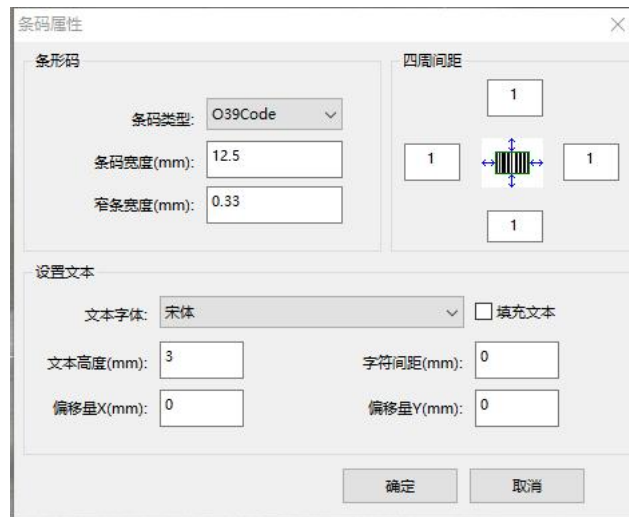 条码属性
条形码
条码类型: O39Code
条码宽度(mm): 12.5
窄条宽度(mm): 0.33
四周间距
1
1 1
1
设置文本
文本字体: 宋体 填充文本
文本高度(mm): 3 字符间距(mm): 0
偏移量X(mm): 0 偏移量Y(mm): 0
确定 取消